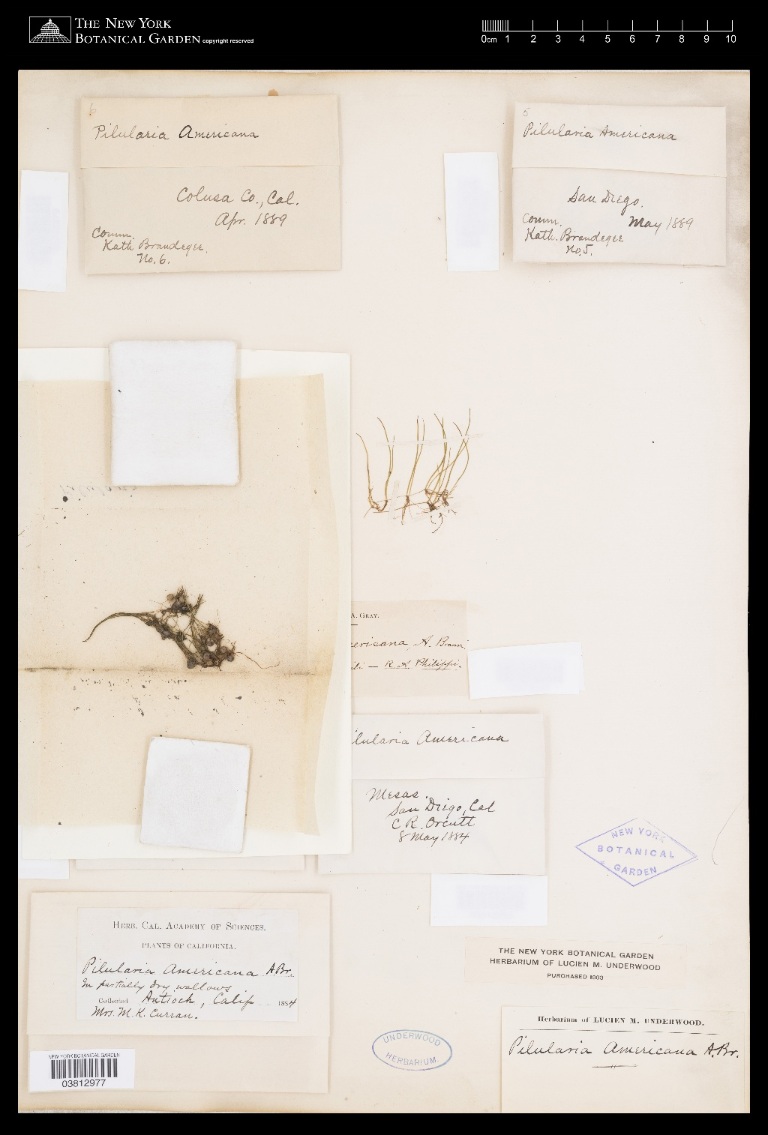 THE NEW YORK
BOTANICAL GARDEN copyright reserved
0cm 1 2 3 4 5 6 7 8 9 10
6
Pilularia Americana
Colusa Co., Cal.
Apr. 1889
Comm.
Kath. Brandegee.
No. 6.
5
Pilularia Americana
San Diego.
May 1889
Comm.
Kath. Brandegee
No. 5.
A. GRAY.
ericana, A. Braun
— R. A. Philippi.
ilularia Americana
Mesas.
San Diego, Cal
C. R. Orcutt
8 May 1884
NEW YORK
BOTANICAL
GARDEN
HERB. CAL. ACADEMY OF SCIENCES.
PLANTS OF CALIFORNIA.
Pilularia Americana A.Br.
In partially dry wallows
Collected Antioch, Calif. 1884
Mrs. M. K. Curran.
THE NEW YORK BOTANICAL GARDEN
HERBARIUM OF LUCIEN M. UNDERWOOD
PURCHASED 1909
UNDERWOOD
HERBARIUM
Herbarium of LUCIEN M. UNDERWOOD.
Pilularia Americana A.Br.
NEW YORK BOTANICAL GARDEN
03812977